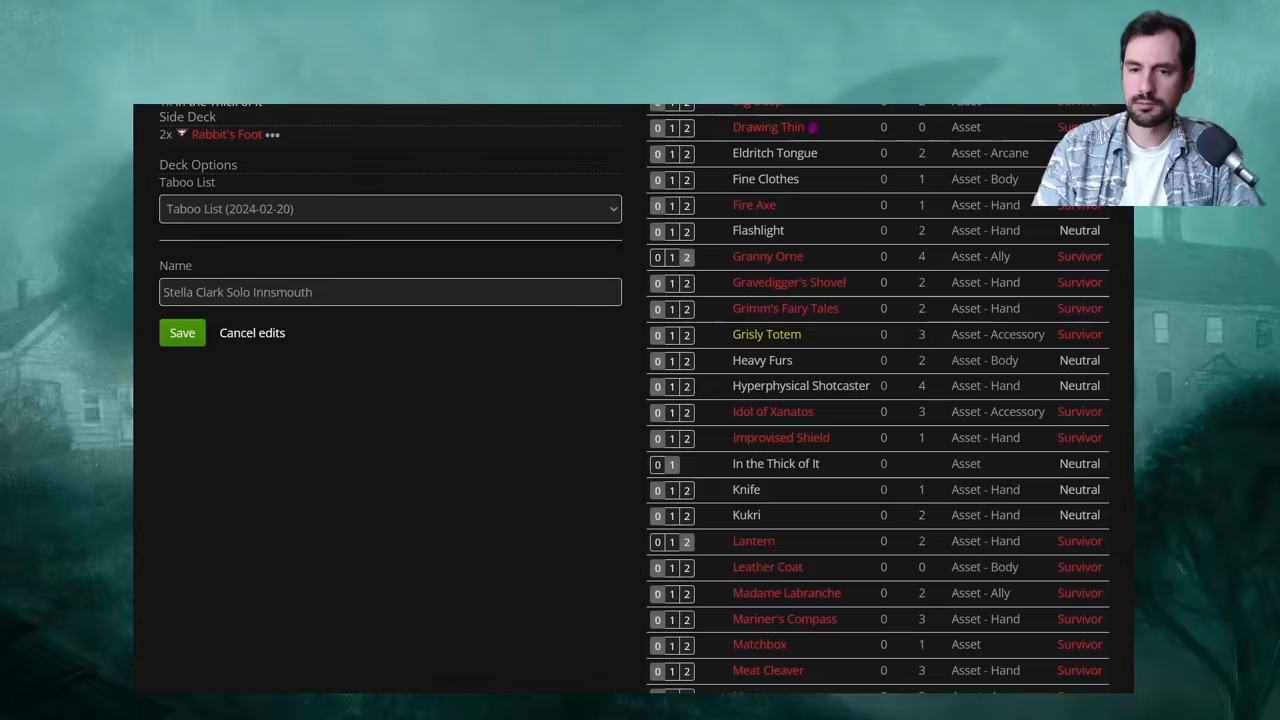 Side Deck
2x Rabbit's Foot •••
Deck Options
Taboo List
Taboo List (2024-02-20)
Name
Stella Clark Solo Innsmouth
Save Cancel edits
0 1 2 Drawing Thin 0 0 Asset
0 1 2 Eldritch Tongue 0 2 Asset - Arcane
0 1 2 Fine Clothes 0 1 Asset - Body
0 1 2 Fire Axe 0 1 Asset - Hand
0 1 2 Flashlight 0 2 Asset - Hand Neutral
0 1 2 Granny Orne 0 4 Asset - Ally Survivor
0 1 2 Gravedigger's Shovel 0 2 Asset - Hand Survivor
0 1 2 Grimm's Fairy Tales 0 2 Asset - Hand Survivor
0 1 2 Grisly Totem 0 3 Asset - Accessory Survivor
0 1 2 Heavy Furs 0 2 Asset - Body Neutral
0 1 2 Hyperphysical Shotcaster 0 4 Asset - Hand Neutral
0 1 2 Idol of Xanatos 0 3 Asset - Accessory Survivor
0 1 2 Improvised Shield 0 1 Asset - Hand Survivor
0 1 In the Thick of It 0 Asset Neutral
0 1 2 Knife 0 1 Asset - Hand Neutral
0 1 2 Kukri 0 2 Asset - Hand Neutral
0 1 2 Lantern 0 2 Asset - Hand Survivor
0 1 2 Leather Coat 0 0 Asset - Body Survivor
0 1 2 Madame Labranche 0 2 Asset - Ally Survivor
0 1 2 Mariner's Compass 0 3 Asset - Hand Survivor
0 1 2 Matchbox 0 1 Asset Survivor
0 1 2 Meat Cleaver 0 3 Asset - Hand Survivor